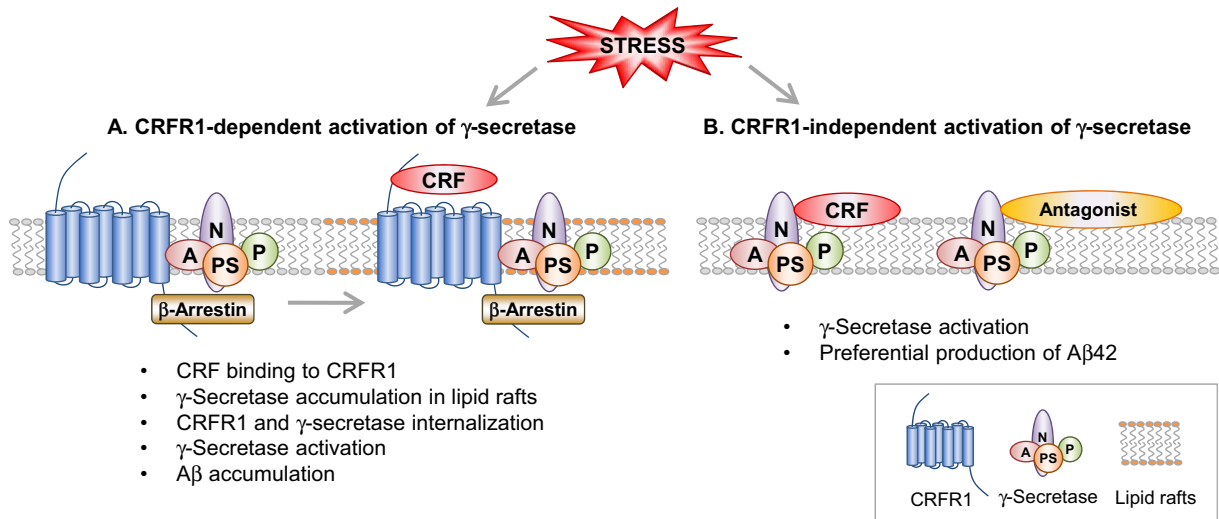 STRESS
A. CRFR1-dependent activation of γ-secretase
CRF
N
A
PS
P
β-Arrestin
N
A
PS
P
β-Arrestin
• CRF binding to CRFR1
• γ-Secretase accumulation in lipid rafts
• CRFR1 and γ-secretase internalization
• γ-Secretase activation
• Aβ accumulation
B. CRFR1-independent activation of γ-secretase
N
CRF
A
PS
P
N
Antagonist
A
PS
P
• γ-Secretase activation
• Preferential production of Aβ42
N
A
PS
P
CRFR1
γ-Secretase
Lipid rafts